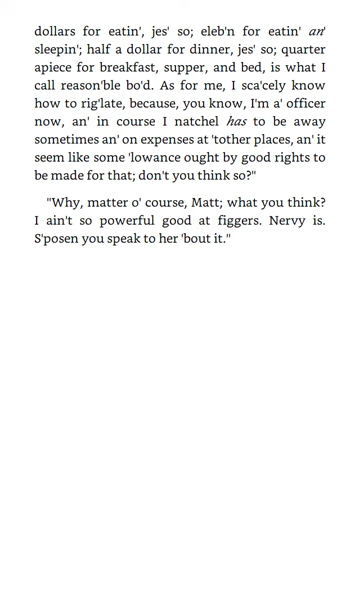 dollars for eatin', jes' so; eleb'n for eatin' an'
sleepin'; half a dollar for dinner, jes' so; quarter
apiece for breakfast, supper, and bed, is what I
call reason'ble bo'd. As for me, I sca'cely know
how to rig'late, because, you know, I'm a' officer
now, an' in course I natchel has to be away
sometimes an' on expenses at 'tother places, an' it
seem like some 'lowance ought by good rights to
be made for that; don't you think so?"
"Why, matter o' course, Matt; what you think?
I ain't so powerful good at figgers. Nervy is.
S'posen you speak to her 'bout it."